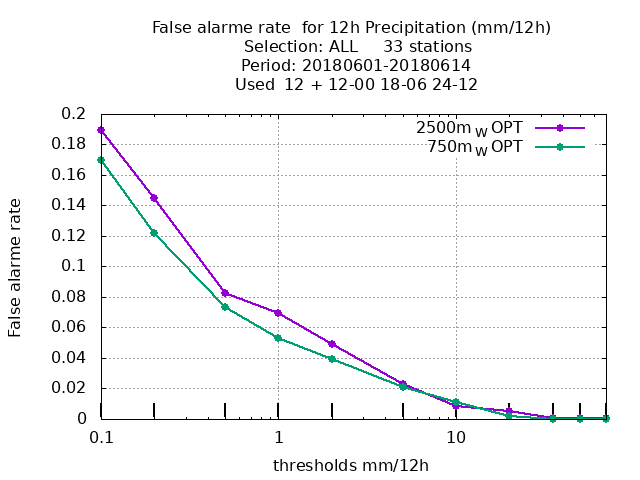 False alarme rate  for 12h Precipitation (mm/12h)
Selection: ALL     33 stations
Period: 20180601-20180614
Used  12 + 12-00 18-06 24-12
2500m W OPT
750m W OPT
0.2
0.18
0.16
0.14
0.12
0.1
0.08
0.06
0.04
0.02
0
False alarme rate
0.1
1
10
thresholds mm/12h